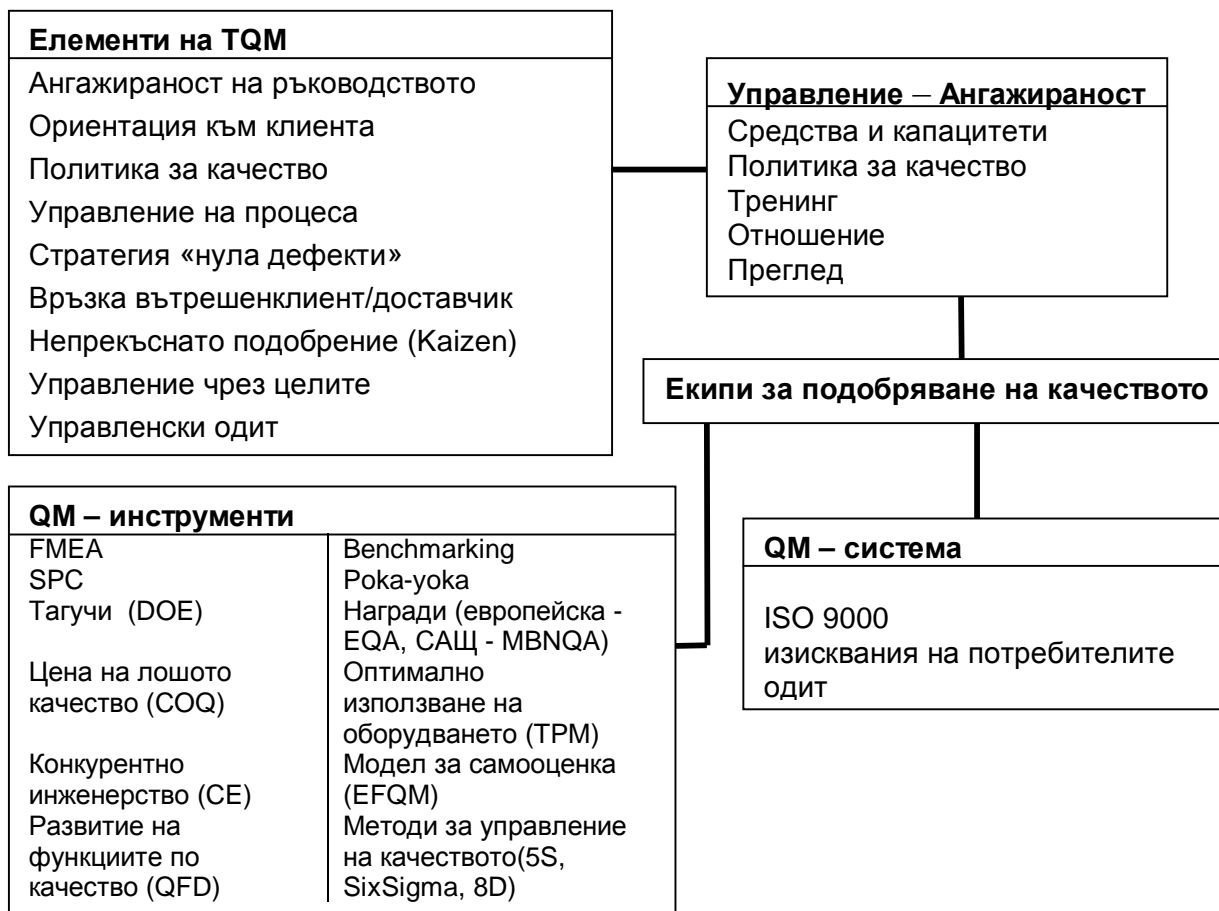 Елементи на TQM
Ангажираност на ръководството
Ориентация към клиента
Политика за качество
Управление на процеса
Стратегия «нула дефекти»
Връзка вътрешенклиент/доставчик
Непрекъснато подобрение (Kaizen)
Управление чрез целите
Управленски одит
Управление – Ангажираност
Средства и капацитети
Политика за качество
Тренинг
Отношение
Преглед
Екипи за подобряване на качеството
QM – инструменти
FMEA
SPC
Тагучи (DOE)
Цена на лошото
качество (COQ)
Конкурентно
инженерство (CE)
Развитие на
функциите по
качество (QFD)
Benchmarking
Poka-yoka
Награди (европейска -
EQA, САЩ - MBNQA)
Оптимално
използване на
оборудването (TPM)
Модел за самооценка
(EFQM)
Методи за управление
на качеството(5S,
SixSigma, 8D)
QM – система
ISO 9000
изисквания на потребителите
одит